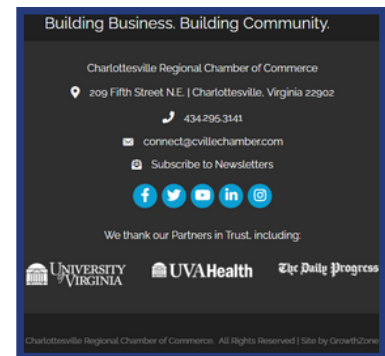 Building Business. Building Community.
Charlottesville Regional Chamber of Commerce
209 Fifth Street N.E. | Charlottesville, Virginia 22902
434.295.3141
connect@cvillechamber.com
Subscribe to Newsletters
We thank our Partners in Trust, including:
UNIVERSITY of VIRGINIA
UVA Health
The Daily Progress
Charlottesville Regional Chamber of Commerce. All Rights Reserved | Site by GrowthZone